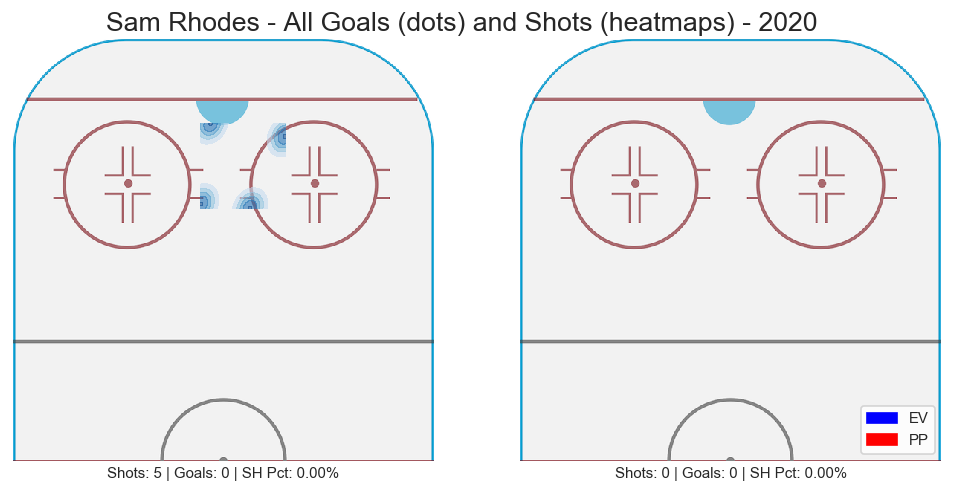 Sam Rhodes - All Goals (dots) and Shots (heatmaps) - 2020
EV
PP
Shots: 5 | Goals: 0 | SH Pct: 0.00%
Shots: 0 | Goals: 0 | SH Pct: 0.00%